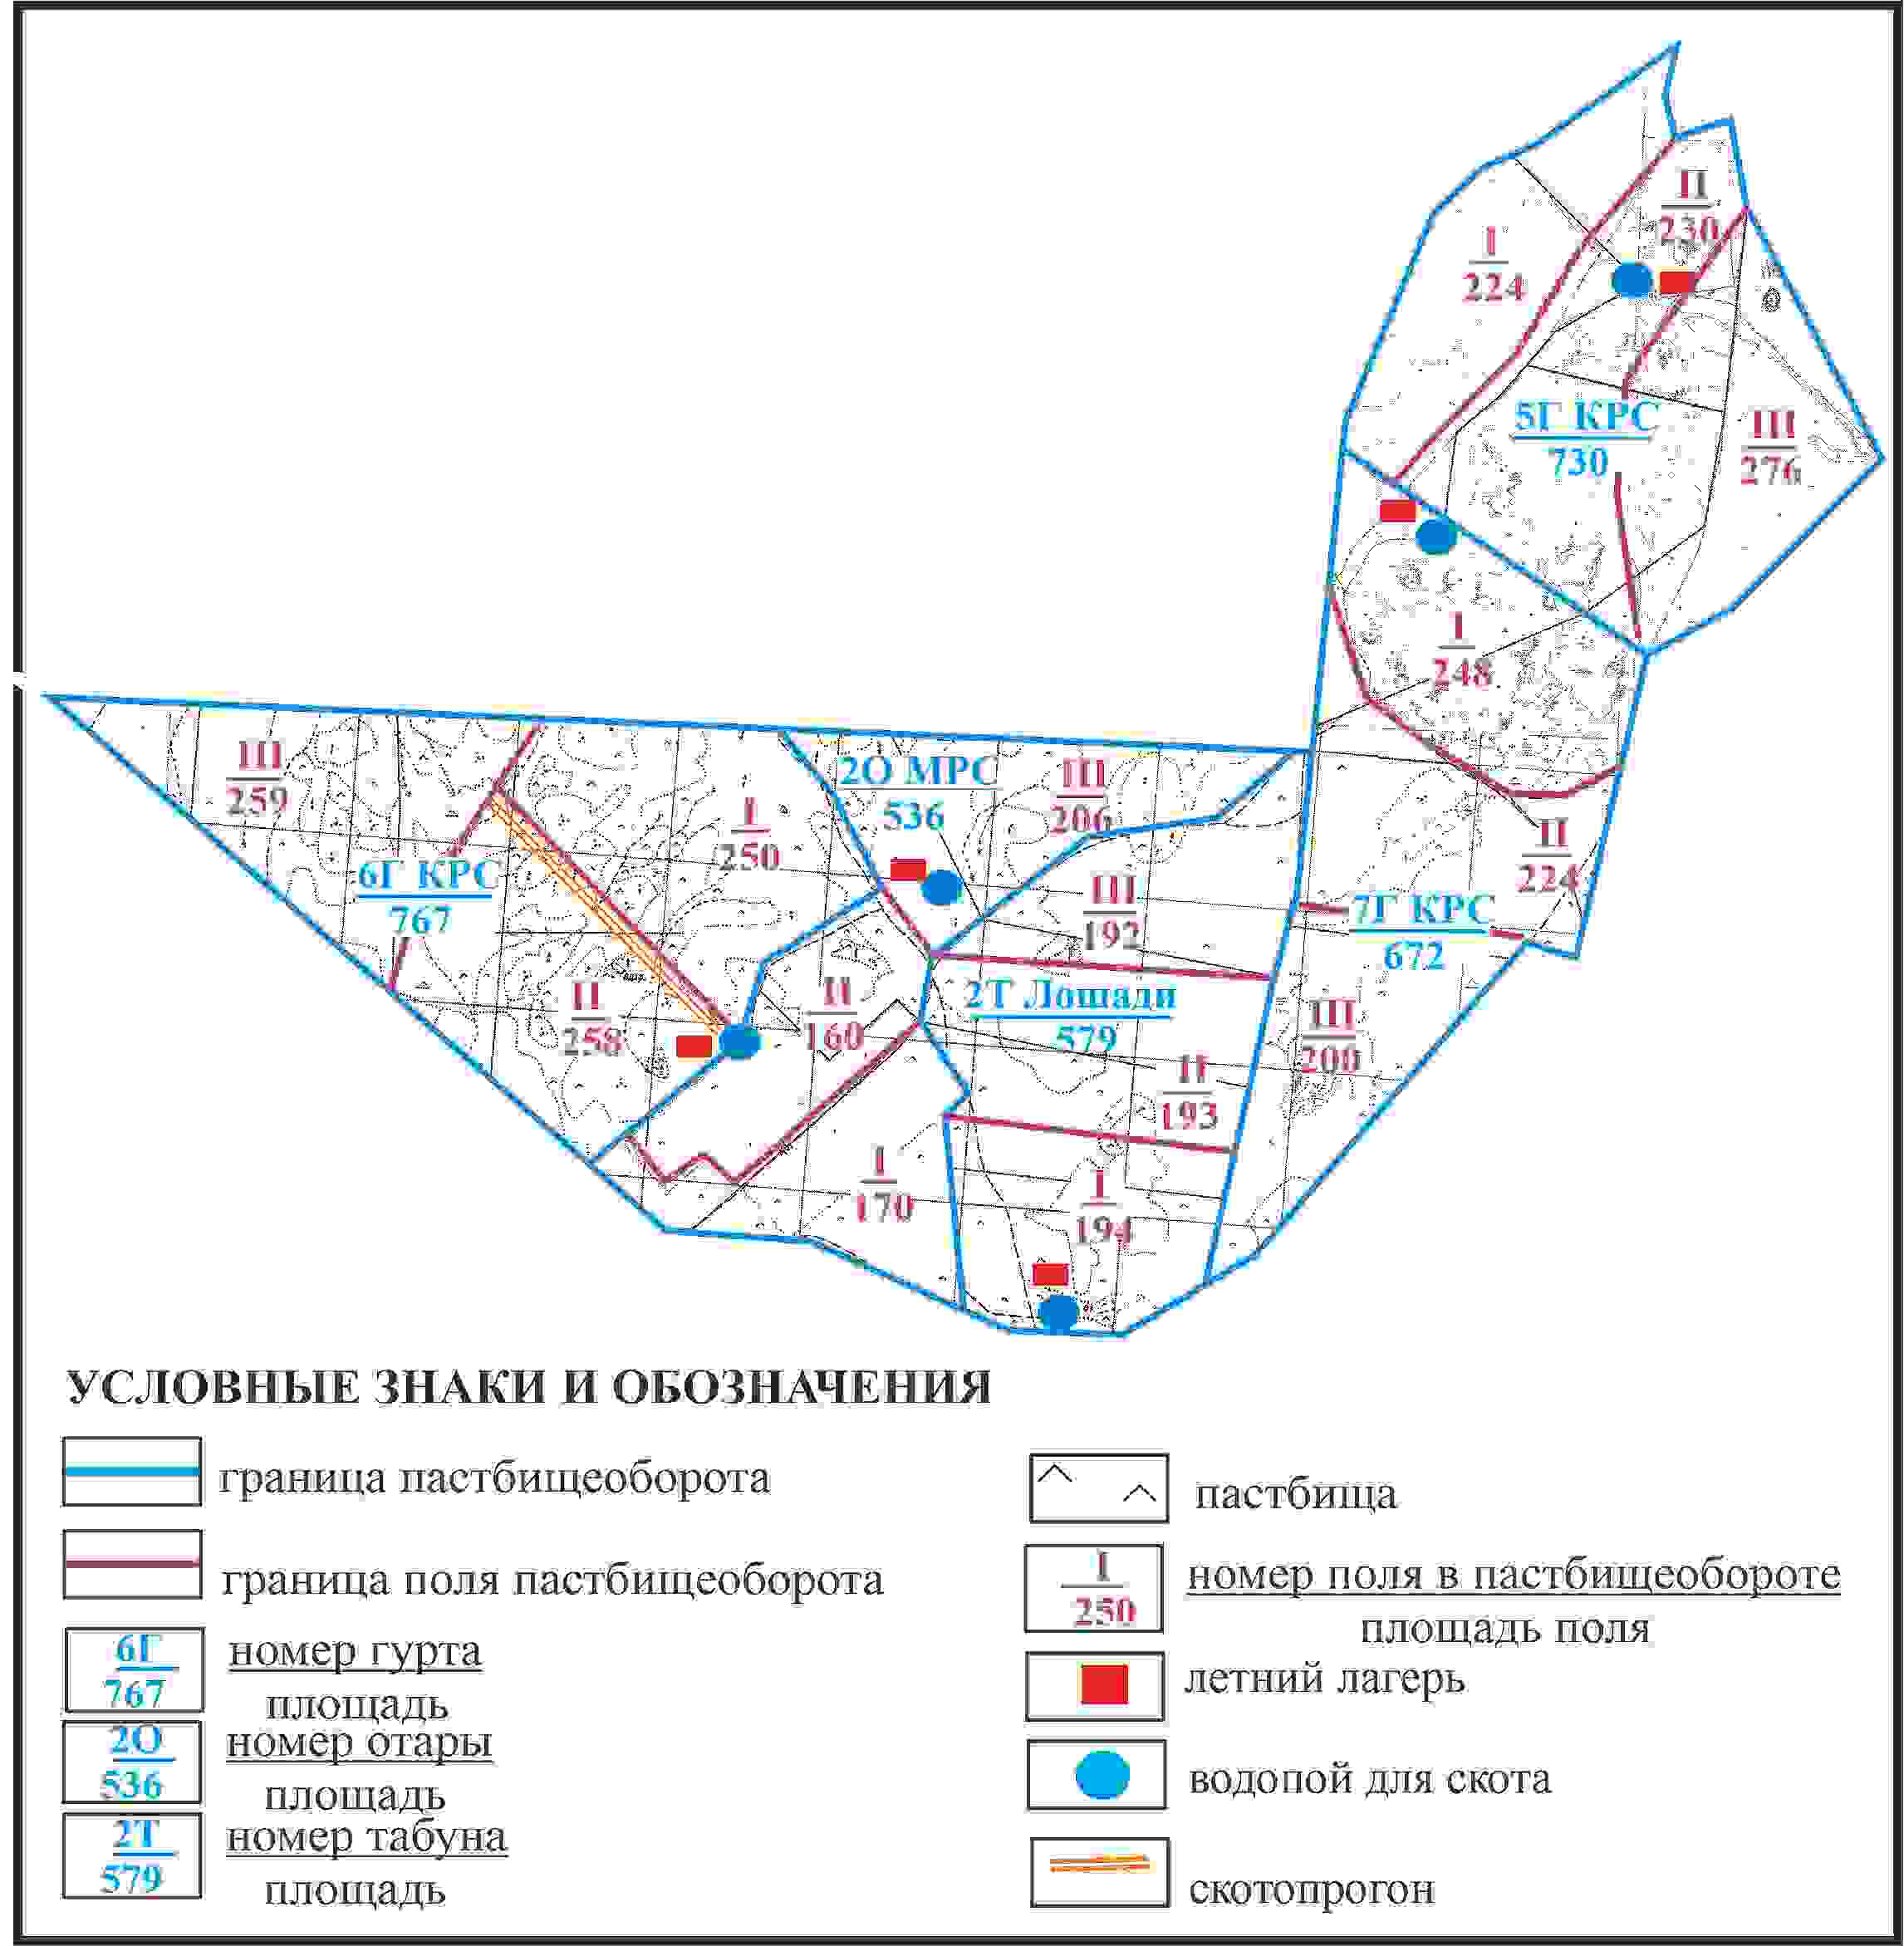 II
230
I
224
5Г КРС
730
III
276
I
248
III
259
2О МРС
536
III
206
I
250
II
224
6Г КРС
767
III
192
7Г КРС
672
II
258
II
160
2Т Лошади
579
III
200
II
193
I
170
I
194
УСЛОВНЫЕ ЗНАКИ И ОБОЗНАЧЕНИЯ
граница пастбищеоборота
граница поля пастбищеоборота
6Г
767
номер гурта
площадь
2О
536
номер отары
площадь
2Т
579
номер табуна
площадь
пастбища
I
250
номер поля в пастбищеобороте
площадь поля
летний лагерь
водопой для скота
скотопрогон